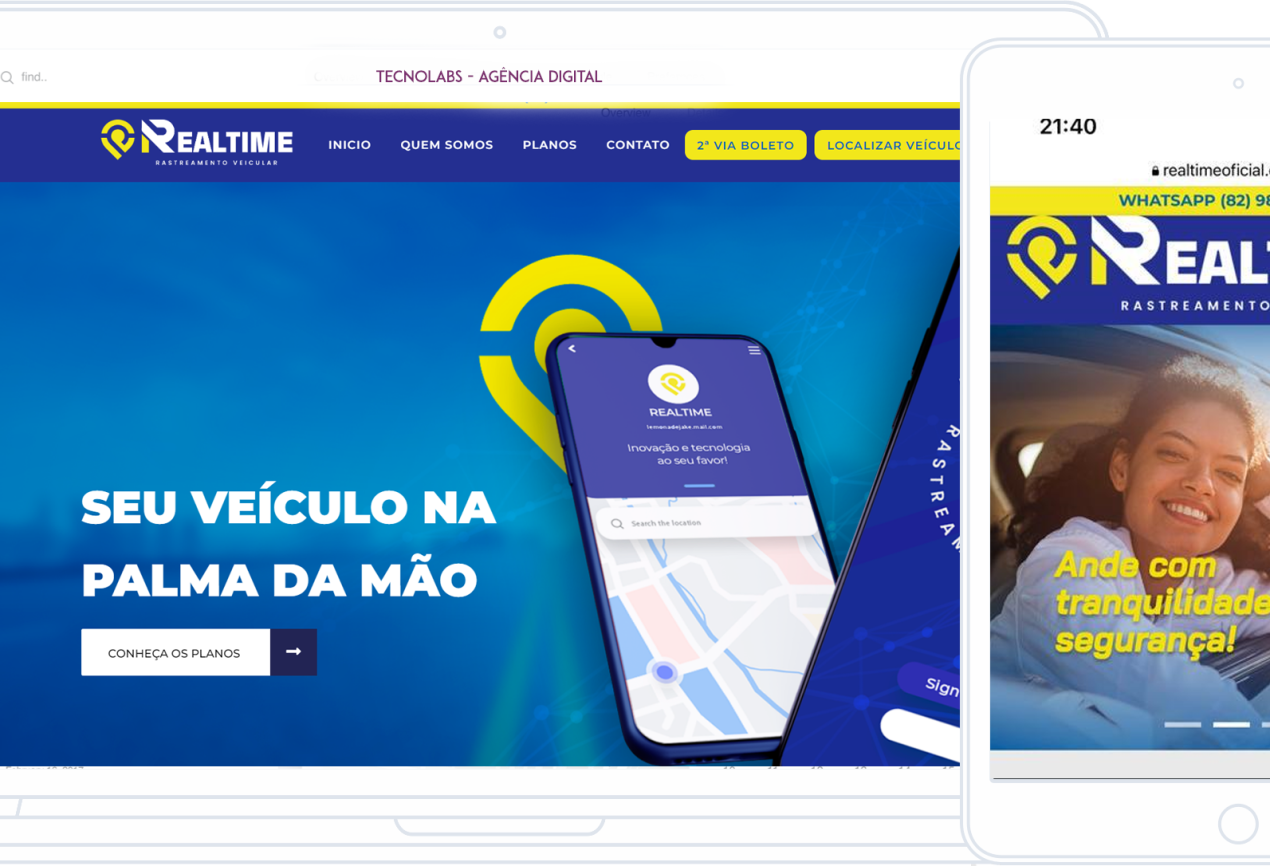 find..
TECNOLABS - AGÊNCIA DIGITAL
Overview
REALTIME
RASTREAMENTO VEICULAR
INICIO
QUEM SOMOS
PLANOS
CONTATO
2ª VIA BOLETO
LOCALIZAR VEÍCULO
REALTIME
lemonadejake.mail.com
Inovação e tecnologia
ao seu favor!
Search the location
SEU VEÍCULO NA
PALMA DA MÃO
CONHEÇA OS PLANOS
RASTREAM
Sign
21:40
realtimeoficial.
WHATSAPP (82) 98
REALT
RASTREAMENTO
Ande com
tranquilidade
segurança!